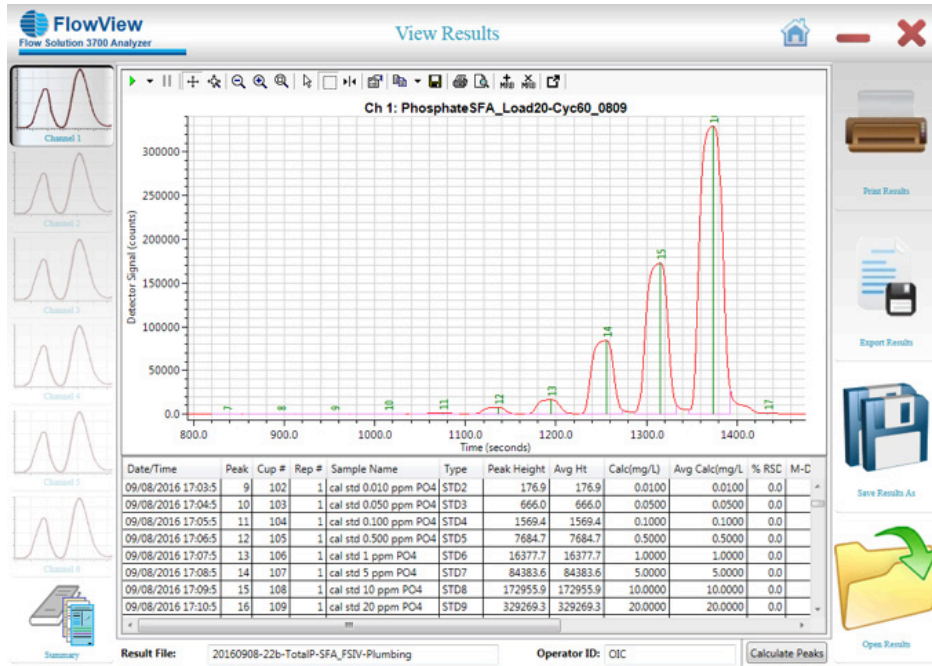 FlowView
Flow Solution 3700 Analyzer
View Results
Channel 1
Channel 2
Channel 3
Channel 4
Channel 5
Channel 6
Summary
Ch 1: PhosphateSFA_Load20-Cyc60_0809
Detector Signal (counts)
300000
250000
200000
150000
100000
50000
0.0
7 8 9 10 11 12 13 14 15 17
800.0 900.0 1000.0 1100.0 1200.0 1300.0 1400.0
Time (seconds)
Date/Time Peak Cup # Rep # Sample Name Type Peak Height Avg Ht Calc(mg/L) Avg Calc(mg/L % RSD M-D
09/08/2016 17:03:5 9 102 1 cal std 0.010 ppm PO4 STD2 176.9 176.9 0.0100 0.0100 0.0
09/08/2016 17:04:5 10 103 1 cal std 0.050 ppm PO4 STD3 666.0 666.0 0.0500 0.0500 0.0
09/08/2016 17:05:5 11 104 1 cal std 0.100 ppm PO4 STD4 1569.4 1569.4 0.1000 0.1000 0.0
09/08/2016 17:06:5 12 105 1 cal std 0.500 ppm PO4 STD5 7684.7 7684.7 0.5000 0.5000 0.0
09/08/2016 17:07:5 13 106 1 cal std 1 ppm PO4 STD6 16377.7 16377.7 1.0000 1.0000 0.0
09/08/2016 17:08:5 14 107 1 cal std 5 ppm PO4 STD7 84383.6 84383.6 5.0000 5.0000 0.0
09/08/2016 17:09:5 15 108 1 cal std 10 ppm PO4 STD8 172955.9 172955.9 10.0000 10.0000 0.0
09/08/2016 17:10:5 16 109 1 cal std 20 ppm PO4 STD9 329269.3 329269.3 20.0000 20.0000 0.0
Result File: 20160908-22b-TotalP-SFA_FSIV-Plumbing Operator ID: OIC Calculate Peaks
Print Results
Export Results
Save Results As
Open Results